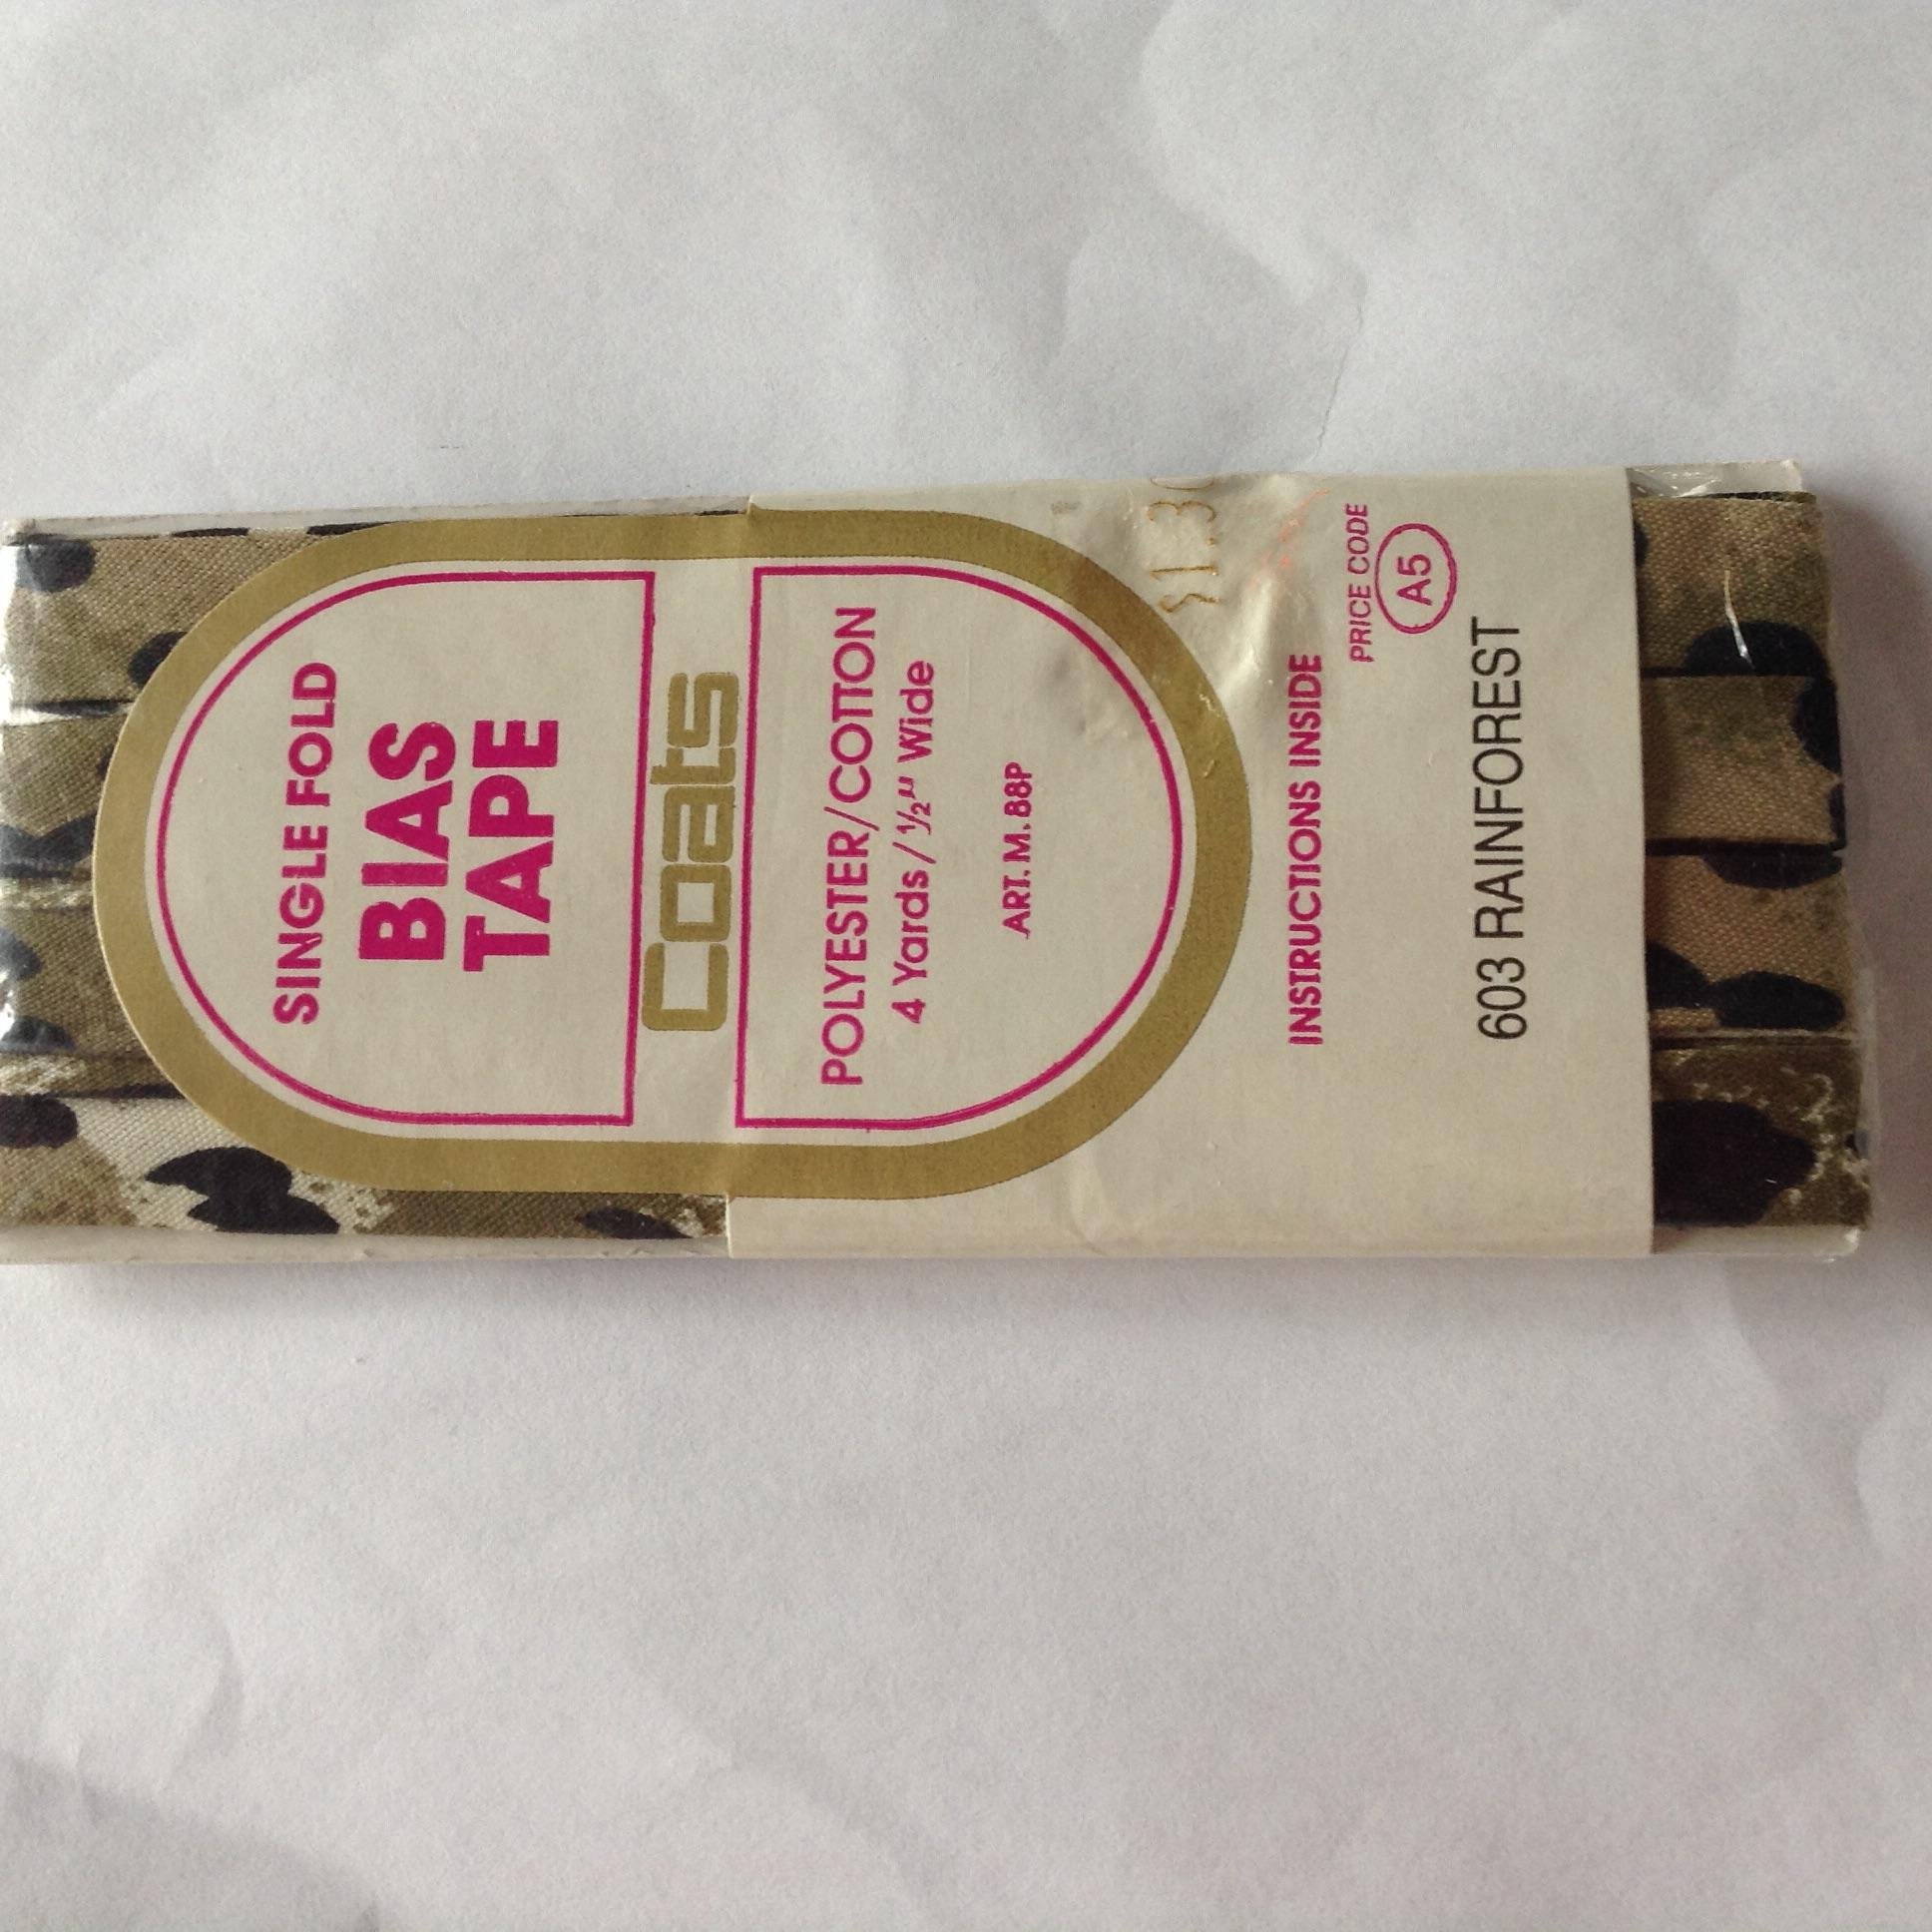 SINGLE FOLD
BIAS
TAPE
Coats
POLYESTER/COTTON
4 Yards / ½" Wide
ART. M. 88P
INSTRUCTIONS INSIDE
PRICE CODE
A5
603 RAINFOREST